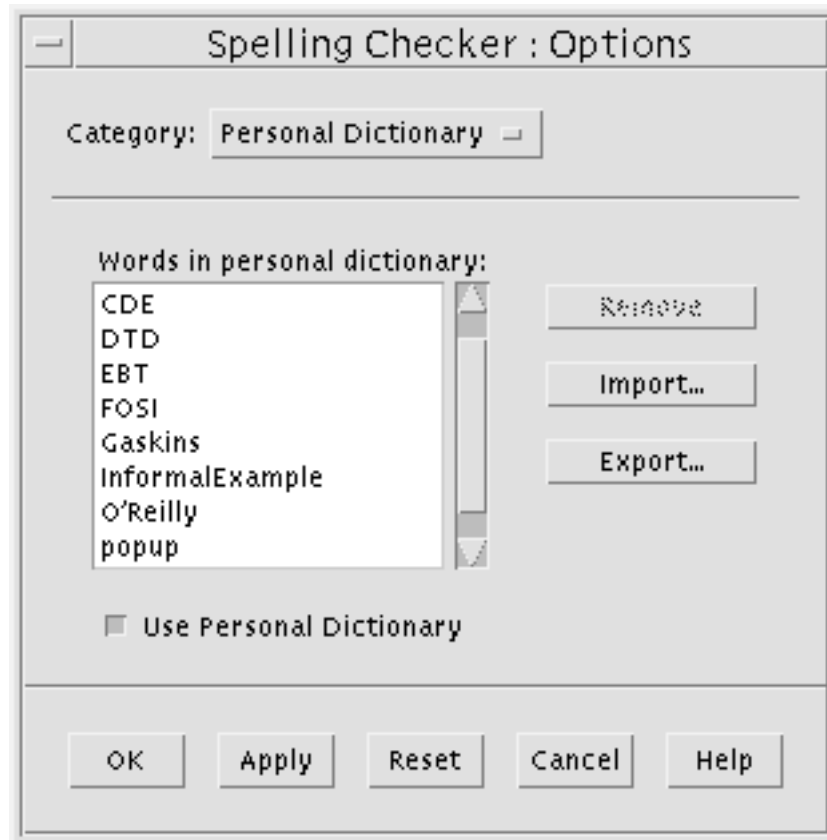 Spelling Checker : Options
Category: Personal Dictionary
Words in personal dictionary:
CDE
DTD
EBT
FOSI
Gaskins
InformalExample
O'Reilly
popup
Remove
Import...
Export...
Use Personal Dictionary
OK Apply Reset Cancel Help